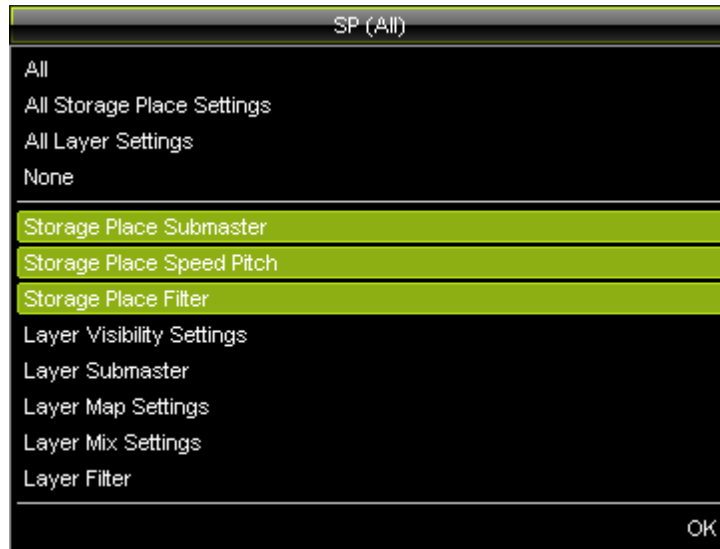 SP (All)
All
All Storage Place Settings
All Layer Settings
None
Storage Place Submaster
Storage Place Speed Pitch
Storage Place Filter
Layer Visibility Settings
Layer Submaster
Layer Map Settings
Layer Mix Settings
Layer Filter
OK